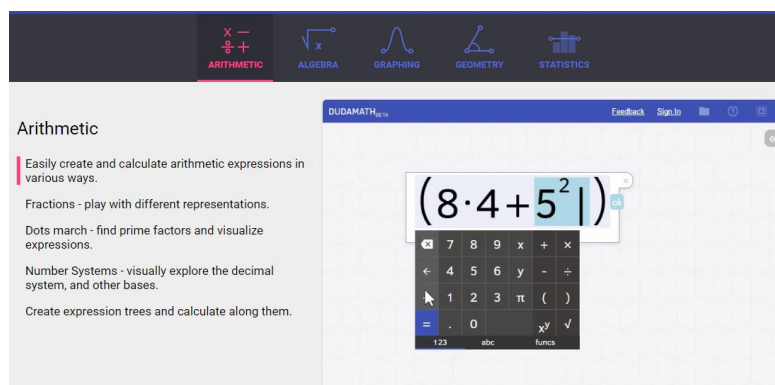 ARITHMETIC ALGEBRA GRAPHING GEOMETRY STATISTICS
Arithmetic
Easily create and calculate arithmetic expressions in
various ways.
Fractions - play with different representations.
Dots march - find prime factors and visualize
expressions.
Number Systems - visually explore the decimal
system, and other bases.
Create expression trees and calculate along them.
DUDAMATH BETA Feedback Sign In
(8·4+5²|)
ok
7 8 9 x + ×
← 4 5 6 y - ÷
1 2 3 π ( )
= . 0 xʸ √
123 abc funcs